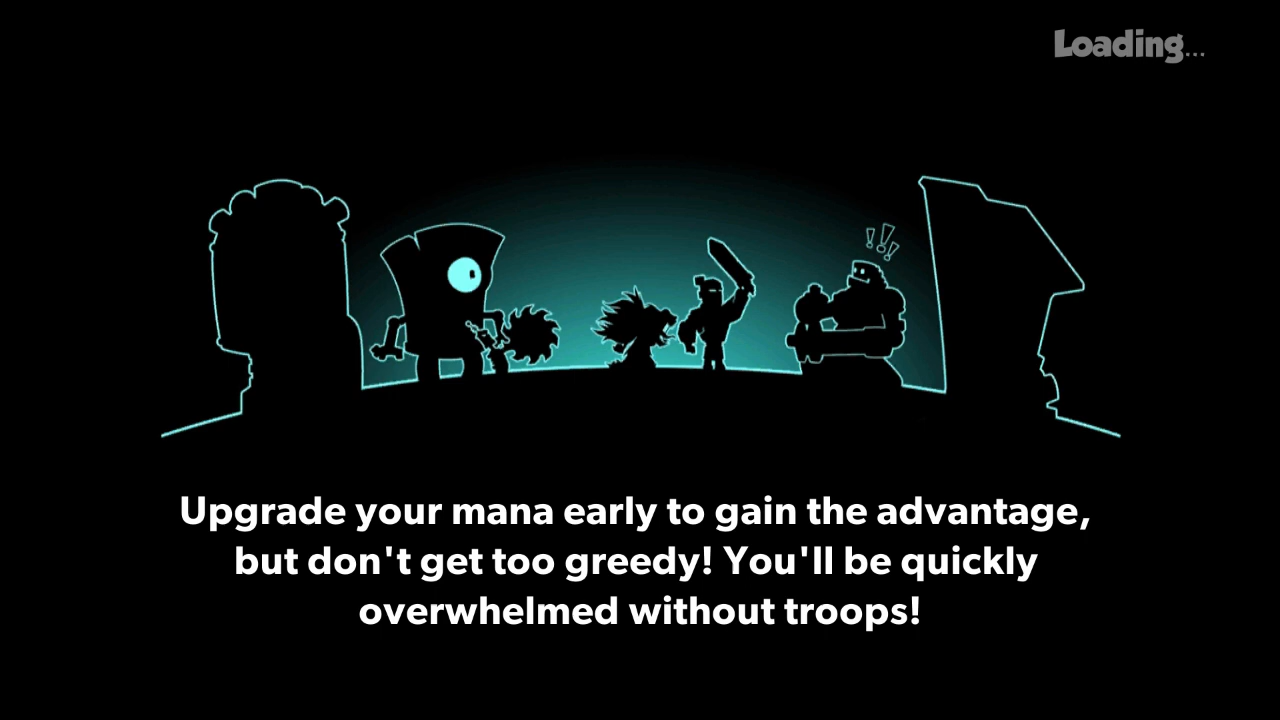 Loading...
!!!
Upgrade your mana early to gain the advantage,
but don't get too greedy! You'll be quickly
overwhelmed without troops!